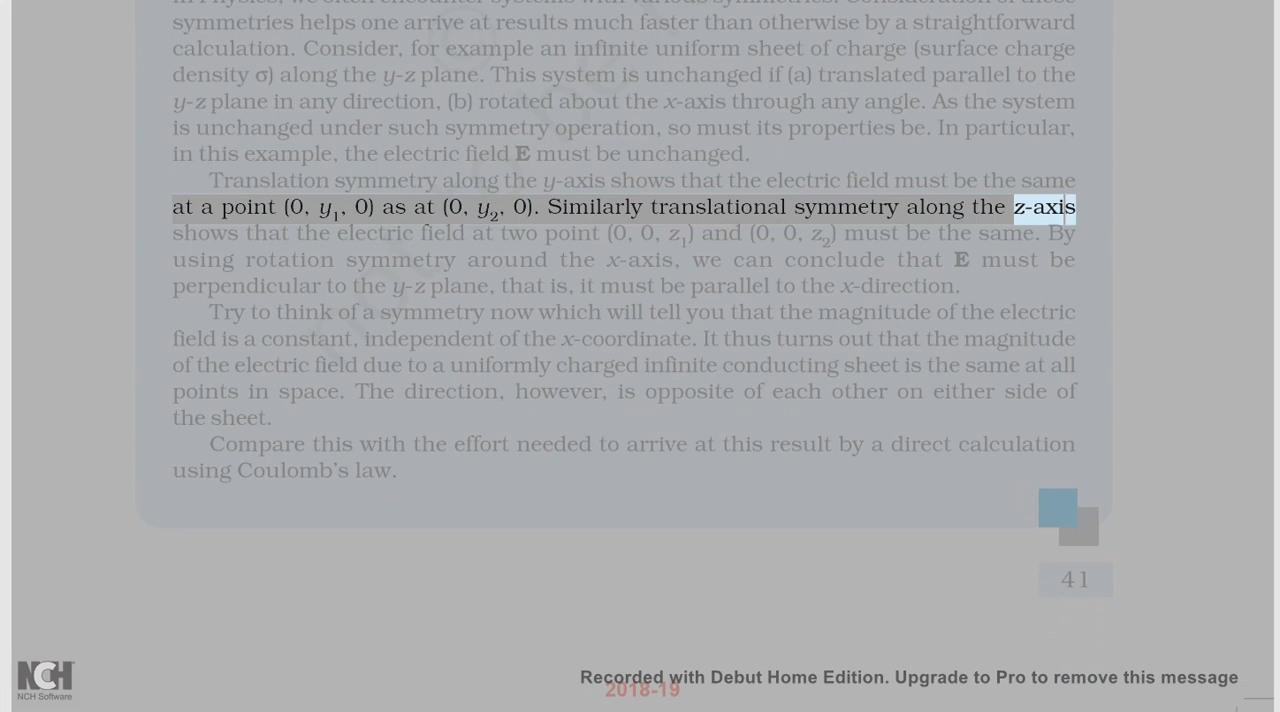 symmetries helps one arrive at results much faster than otherwise by a straightforward
calculation. Consider, for example an infinite uniform sheet of charge (surface charge
density σ) along the y-z plane. This system is unchanged if (a) translated parallel to the
y-z plane in any direction, (b) rotated about the x-axis through any angle. As the system
is unchanged under such symmetry operation, so must its properties be. In particular,
in this example, the electric field E must be unchanged.
Translation symmetry along the y-axis shows that the electric field must be the same
at a point (0, y₁, 0) as at (0, y₂, 0). Similarly translational symmetry along the z-axis
shows that the electric field at two point (0, 0, z₁) and (0, 0, z₂) must be the same. By
using rotation symmetry around the x-axis, we can conclude that E must be
perpendicular to the y-z plane, that is, it must be parallel to the x-direction.
Try to think of a symmetry now which will tell you that the magnitude of the electric
field is a constant, independent of the x-coordinate. It thus turns out that the magnitude
of the electric field due to a uniformly charged infinite conducting sheet is the same at all
points in space. The direction, however, is opposite of each other on either side of
the sheet.
Compare this with the effort needed to arrive at this result by a direct calculation
using Coulomb's law.
41
NCH
NCH Software
Recorded with Debut Home Edition. Upgrade to Pro to remove this message
2018-19